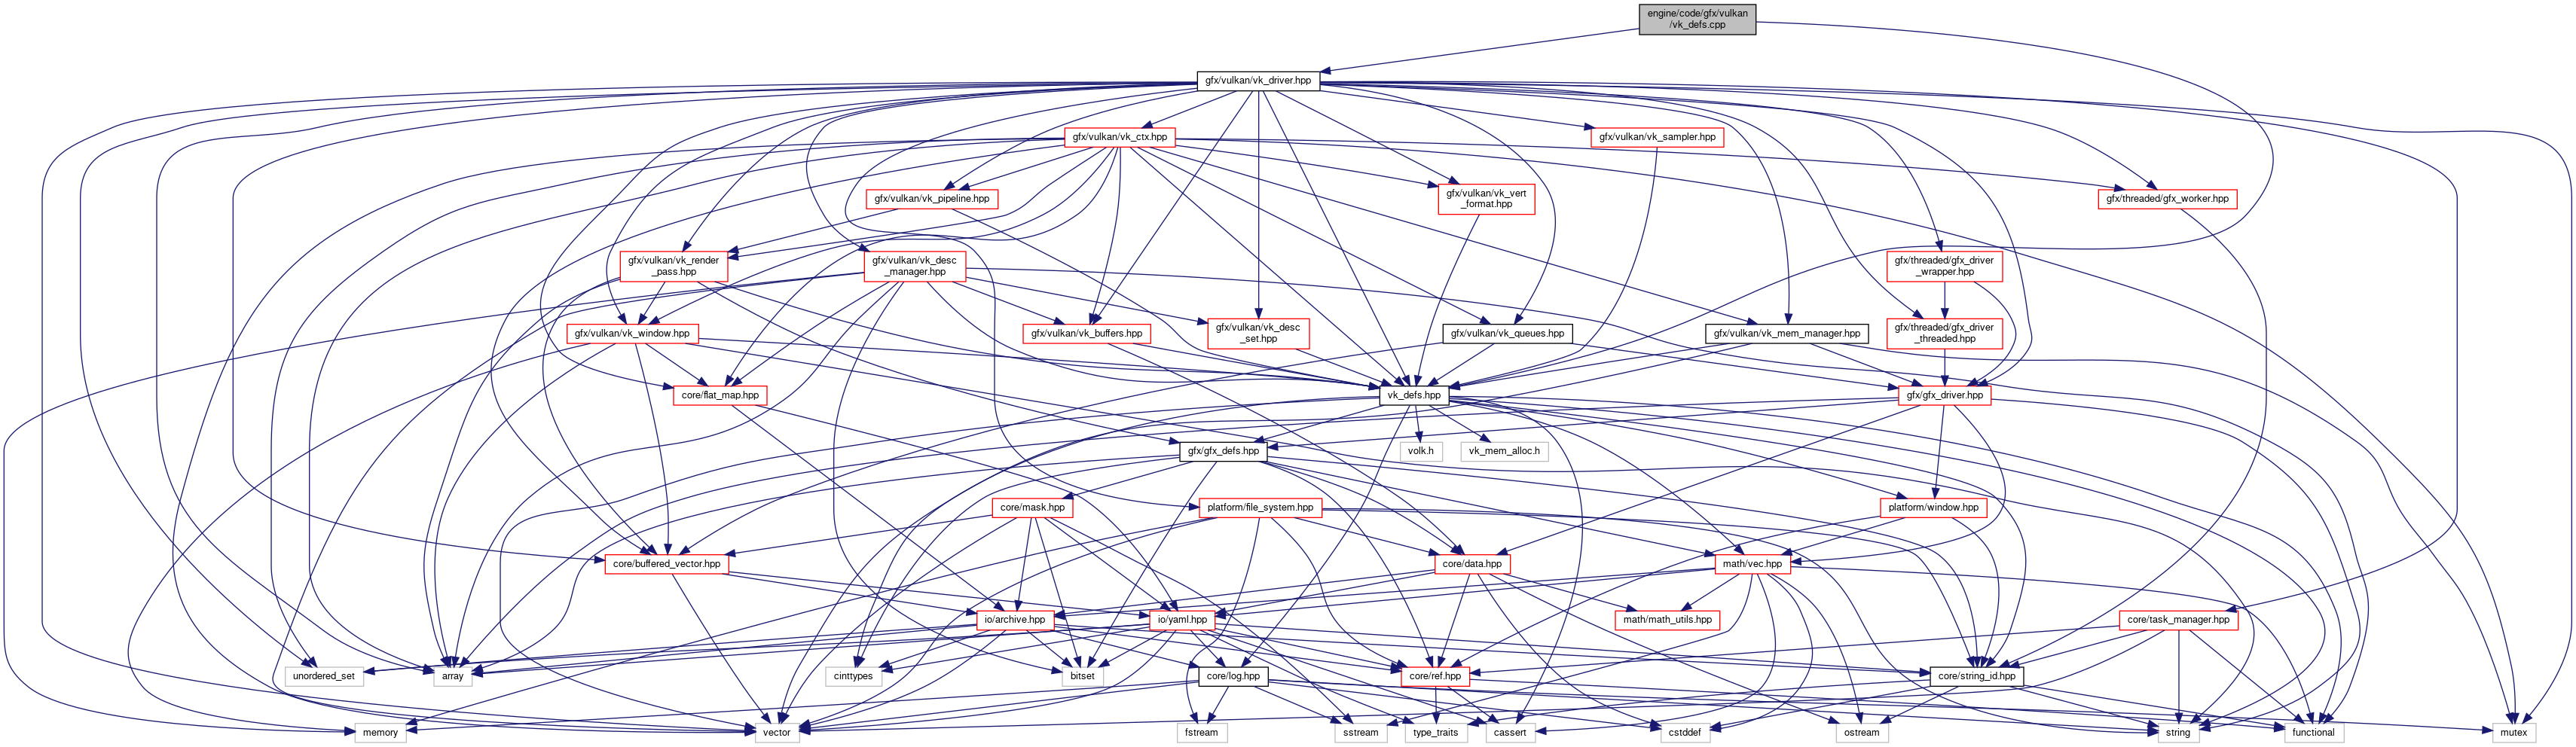 engine/code/gfx/vulkan
/vk_defs.cpp
gfx/vulkan/vk_driver.hpp
gfx/vulkan/vk_ctx.hpp
gfx/vulkan/vk_sampler.hpp
gfx/vulkan/vk_pipeline.hpp
gfx/vulkan/vk_vert
_format.hpp
gfx/threaded/gfx_worker.hpp
gfx/vulkan/vk_render
_pass.hpp
gfx/vulkan/vk_desc
_manager.hpp
gfx/threaded/gfx_driver
_wrapper.hpp
gfx/vulkan/vk_window.hpp
gfx/vulkan/vk_buffers.hpp
gfx/vulkan/vk_desc
_set.hpp
gfx/vulkan/vk_queues.hpp
gfx/vulkan/vk_mem_manager.hpp
gfx/threaded/gfx_driver
_threaded.hpp
core/flat_map.hpp
vk_defs.hpp
gfx/gfx_driver.hpp
gfx/gfx_defs.hpp
volk.h
vk_mem_alloc.h
core/mask.hpp
platform/file_system.hpp
platform/window.hpp
core/buffered_vector.hpp
core/data.hpp
math/vec.hpp
io/archive.hpp
io/yaml.hpp
math/math_utils.hpp
core/task_manager.hpp
unordered_set
array
cinttypes
bitset
core/log.hpp
core/ref.hpp
core/string_id.hpp
memory
vector
fstream
sstream
type_traits
cassert
cstddef
ostream
string
functional
mutex